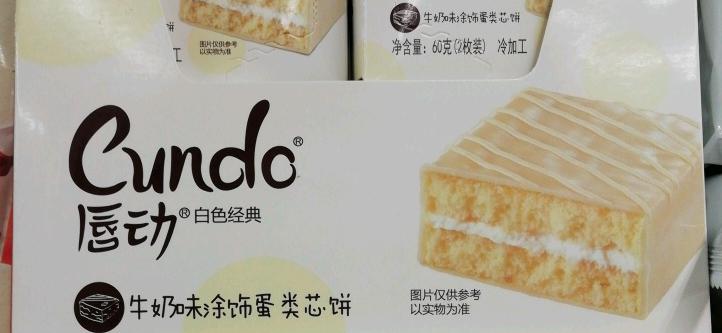 工
图片仅供参考
以实物为准
牛奶味涂饰蛋类芯饼
净含量：60克(2枚装) 冷加工
Cundo®
唇动®白色经典
牛奶味涂饰蛋类芯饼
图片仅供参考
以实物为准